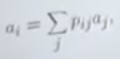 a_i = \sum_j p_{ij} a_j,